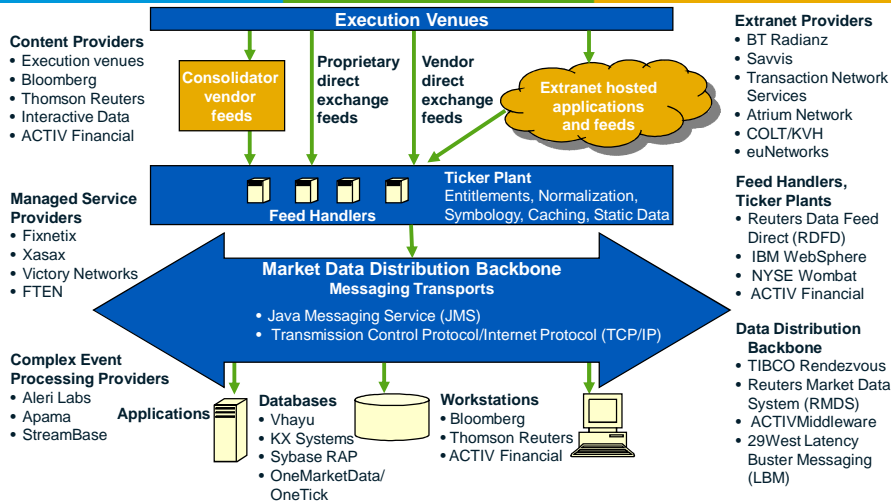 Execution Venues
Content Providers
• Execution venues
• Bloomberg
• Thomson Reuters
• Interactive Data
• ACTIV Financial
Consolidator
vendor
feeds
Proprietary
direct
exchange
feeds
Vendor
direct
exchange
feeds
Extranet hosted
applications
and feeds
Extranet Providers
• BT Radianz
• Savvis
• Transaction Network
Services
• Atrium Network
• COLT/KVH
• euNetworks
Managed Service
Providers
• Fixnetix
• Xasax
• Victory Networks
• FTEN
Feed Handlers
Ticker Plant
Entitlements, Normalization,
Symbology, Caching, Static Data
Feed Handlers,
Ticker Plants
• Reuters Data Feed
Direct (RDFD)
• IBM WebSphere
• NYSE Wombat
• ACTIV Financial
Market Data Distribution Backbone
Messaging Transports
• Java Messaging Service (JMS)
• Transmission Control Protocol/Internet Protocol (TCP/IP)
Complex Event
Processing Providers
• Aleri Labs
• Apama
• StreamBase
Applications
Databases
• Vhayu
• KX Systems
• Sybase RAP
• OneMarketData/
OneTick
Workstations
• Bloomberg
• Thomson Reuters
• ACTIV Financial
Data Distribution
Backbone
• TIBCO Rendezvous
• Reuters Market Data
System (RMDS)
• ACTIVMiddleware
• 29West Latency
Buster Messaging
(LBM)